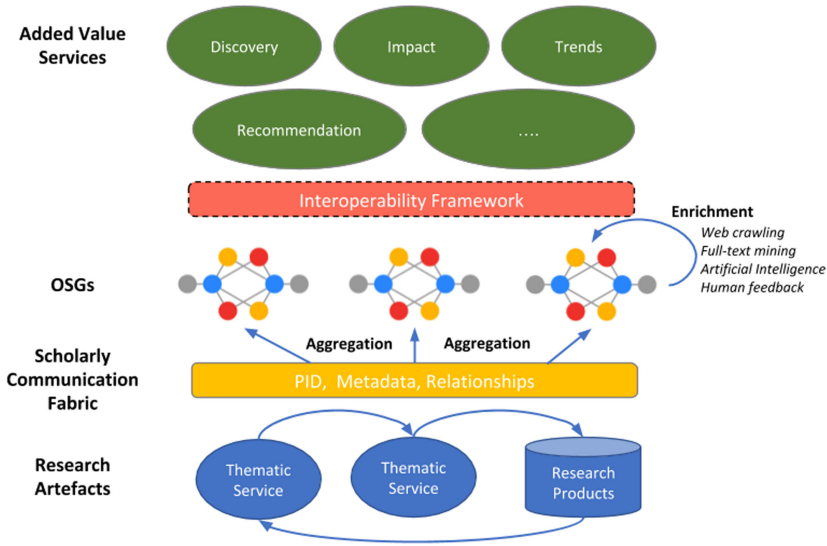 Added Value
Services
Discovery
Impact
Trends
Recommendation
....
Interoperability Framework
Enrichment
Web crawling
Full-text mining
Artificial Intelligence
Human feedback
OSGs
Aggregation
Aggregation
Scholarly
Communication
Fabric
PID, Metadata, Relationships
Research
Artefacts
Thematic
Service
Thematic
Service
Research
Products